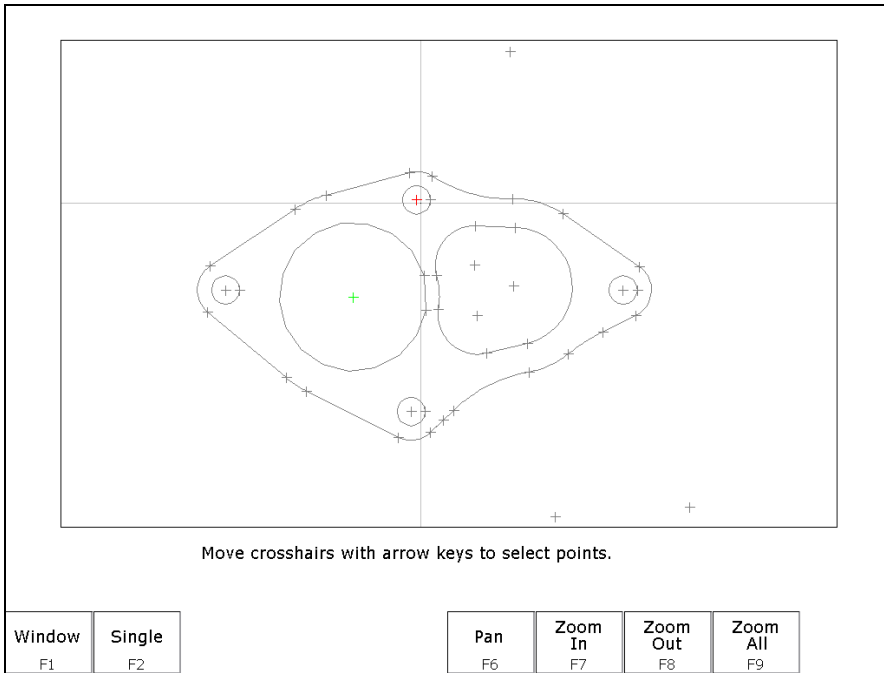 Move crosshairs with arrow keys to select points.
Window
F1
Single
F2
Pan
F6
Zoom
In
F7
Zoom
Out
F8
Zoom
All
F9